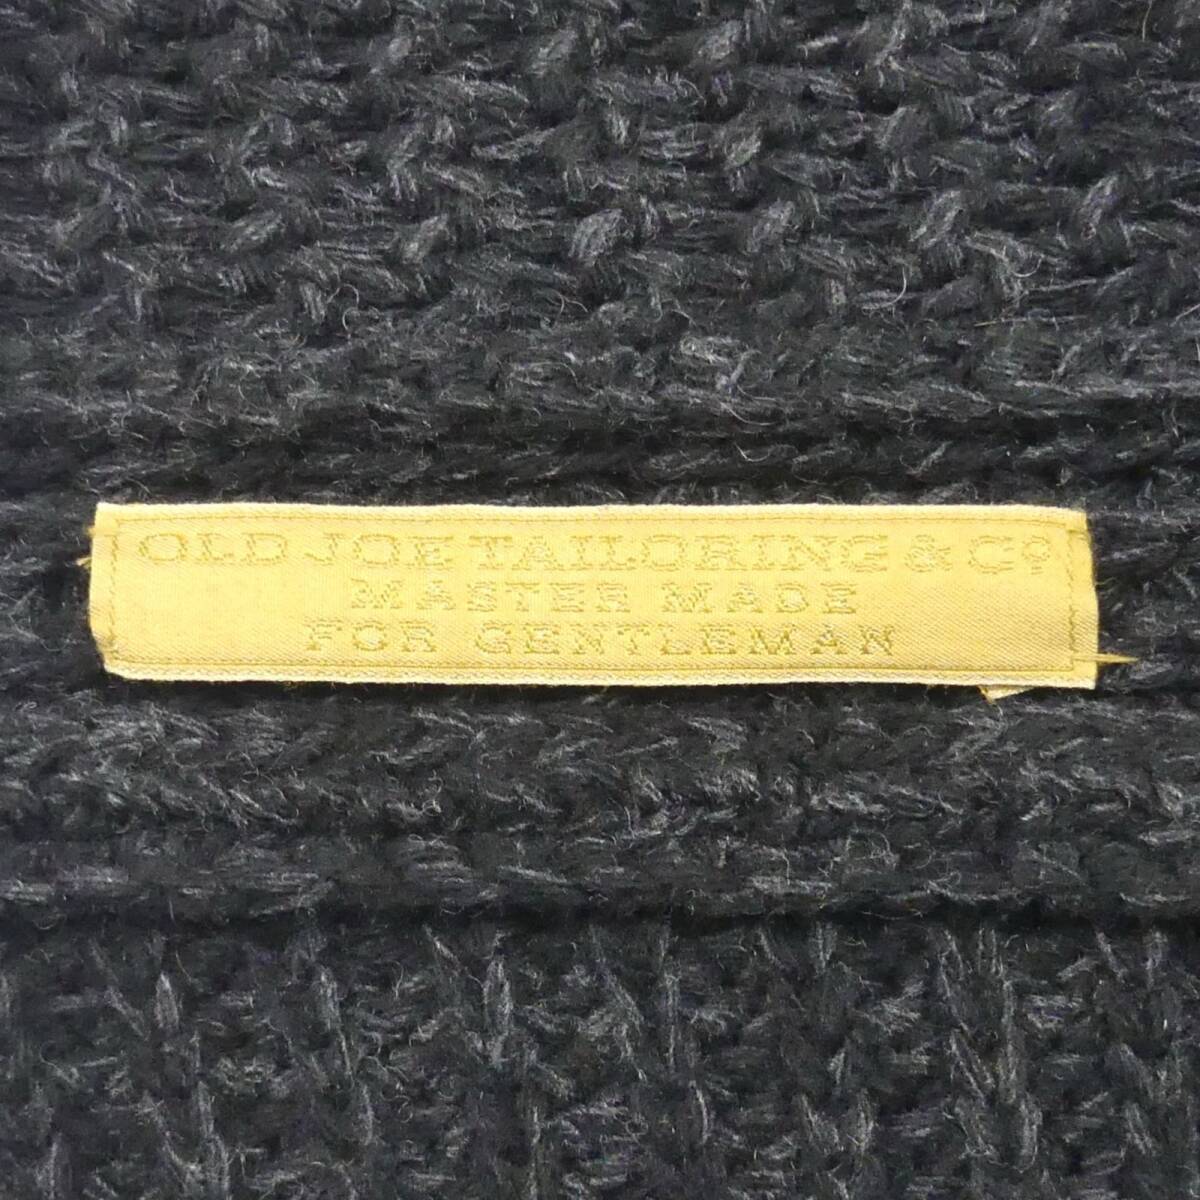 OLD JOE TAILORING & Cº
MASTER MADE
FOR GENTLEMAN